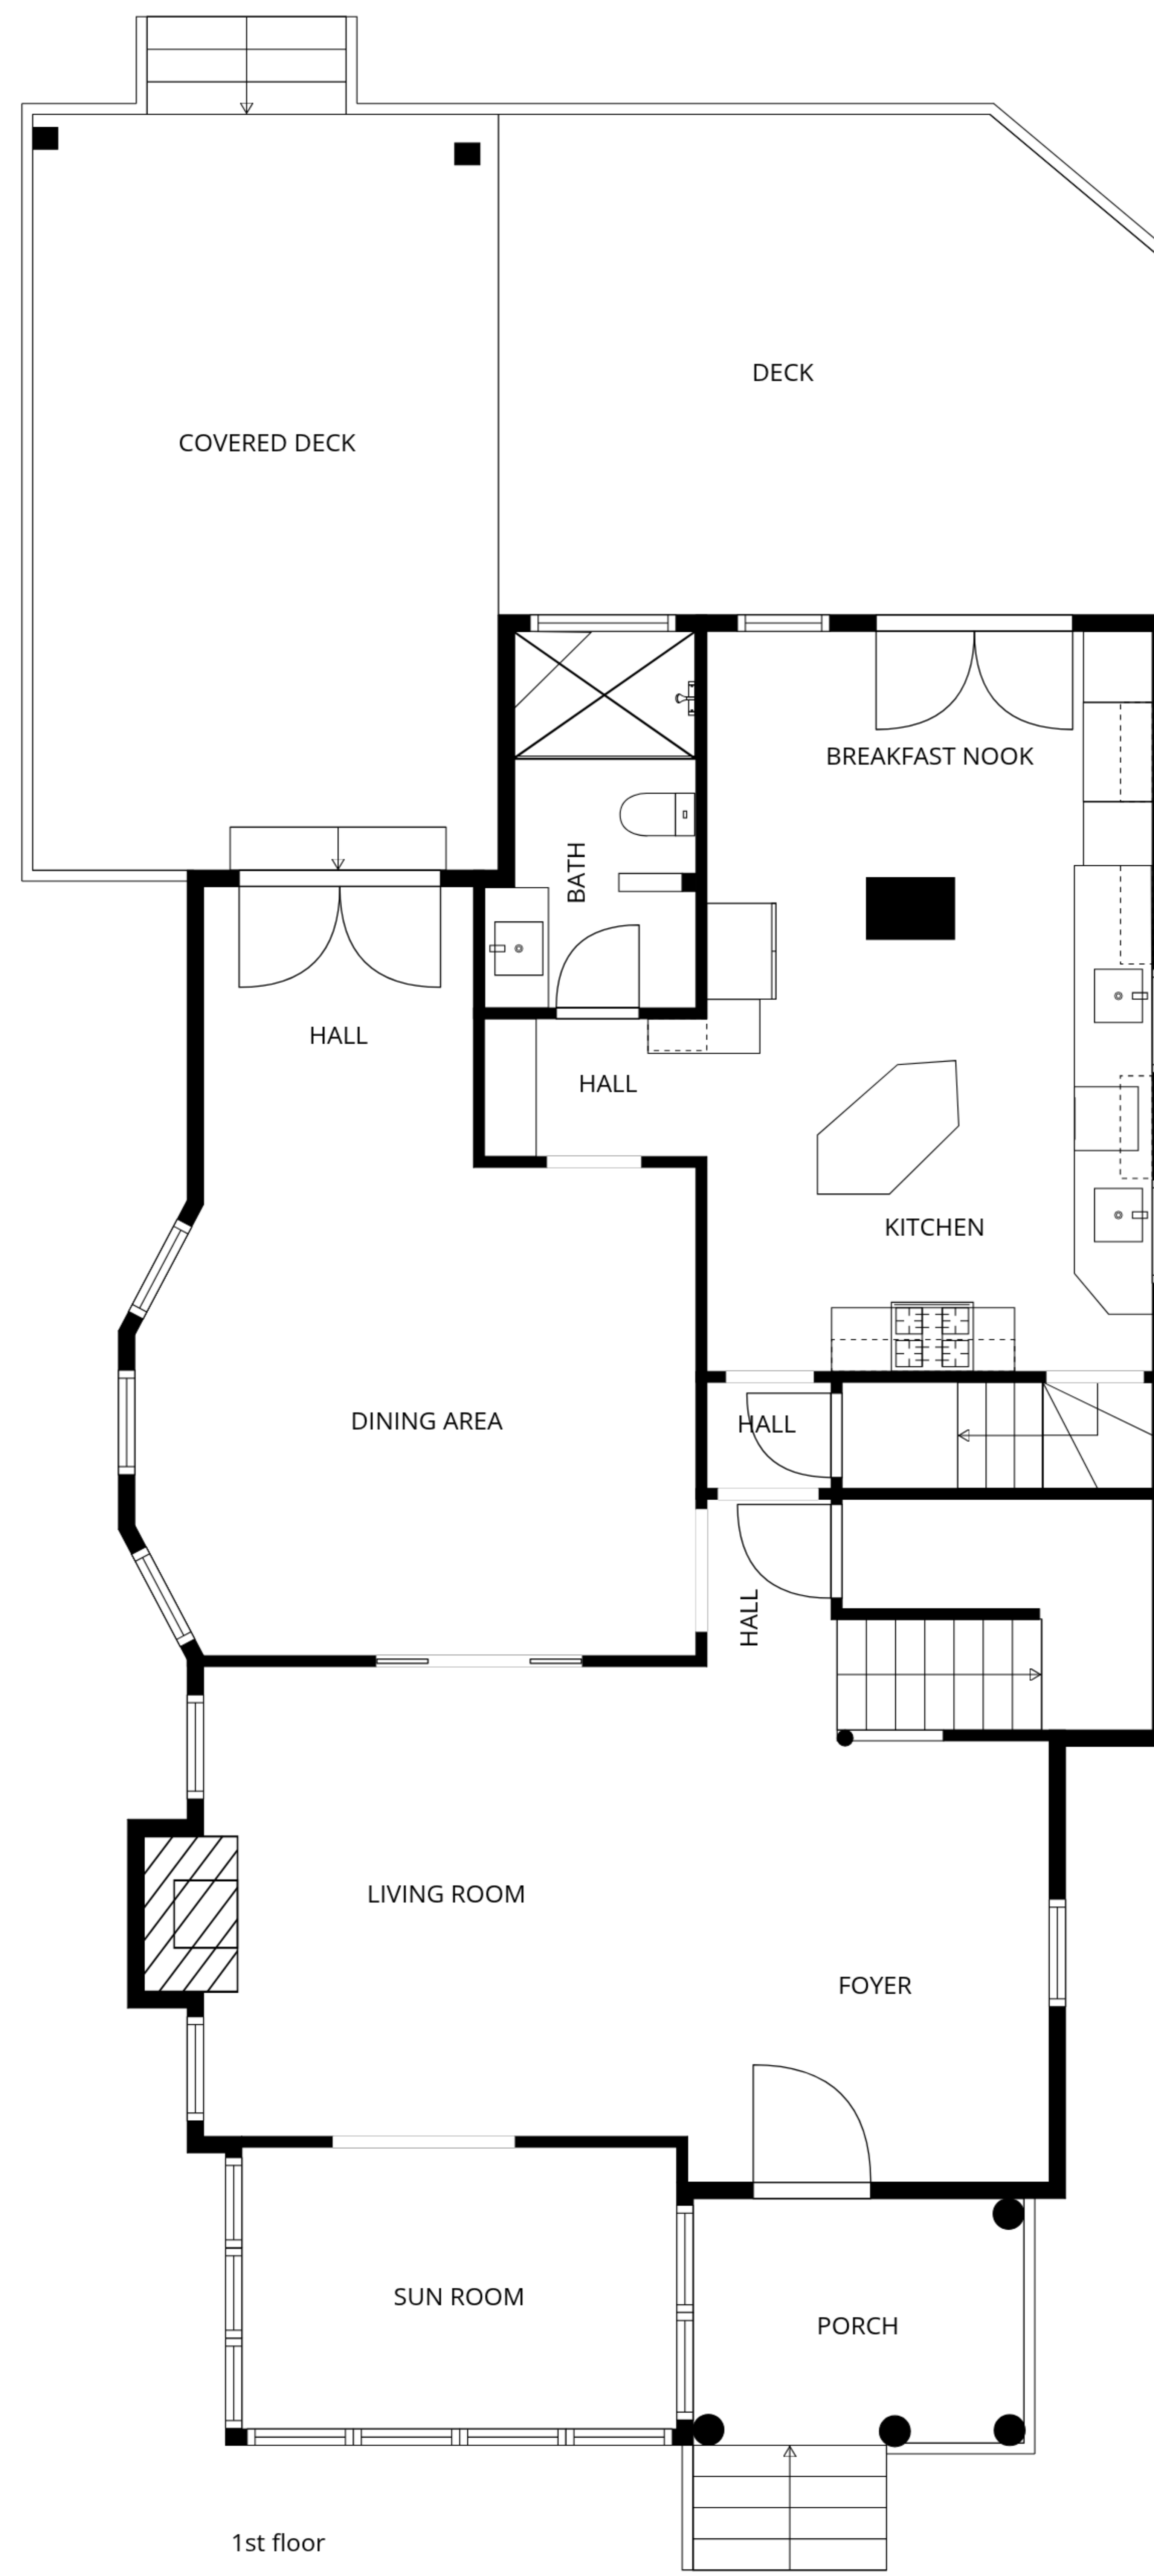 DECK
COVERED DECK
BREAKFAST NOOK
BATH
HALL
HALL
KITCHEN
DINING AREA
HALL
HALL
LIVING ROOM
FOYER
SUN ROOM
PORCH
1st floor